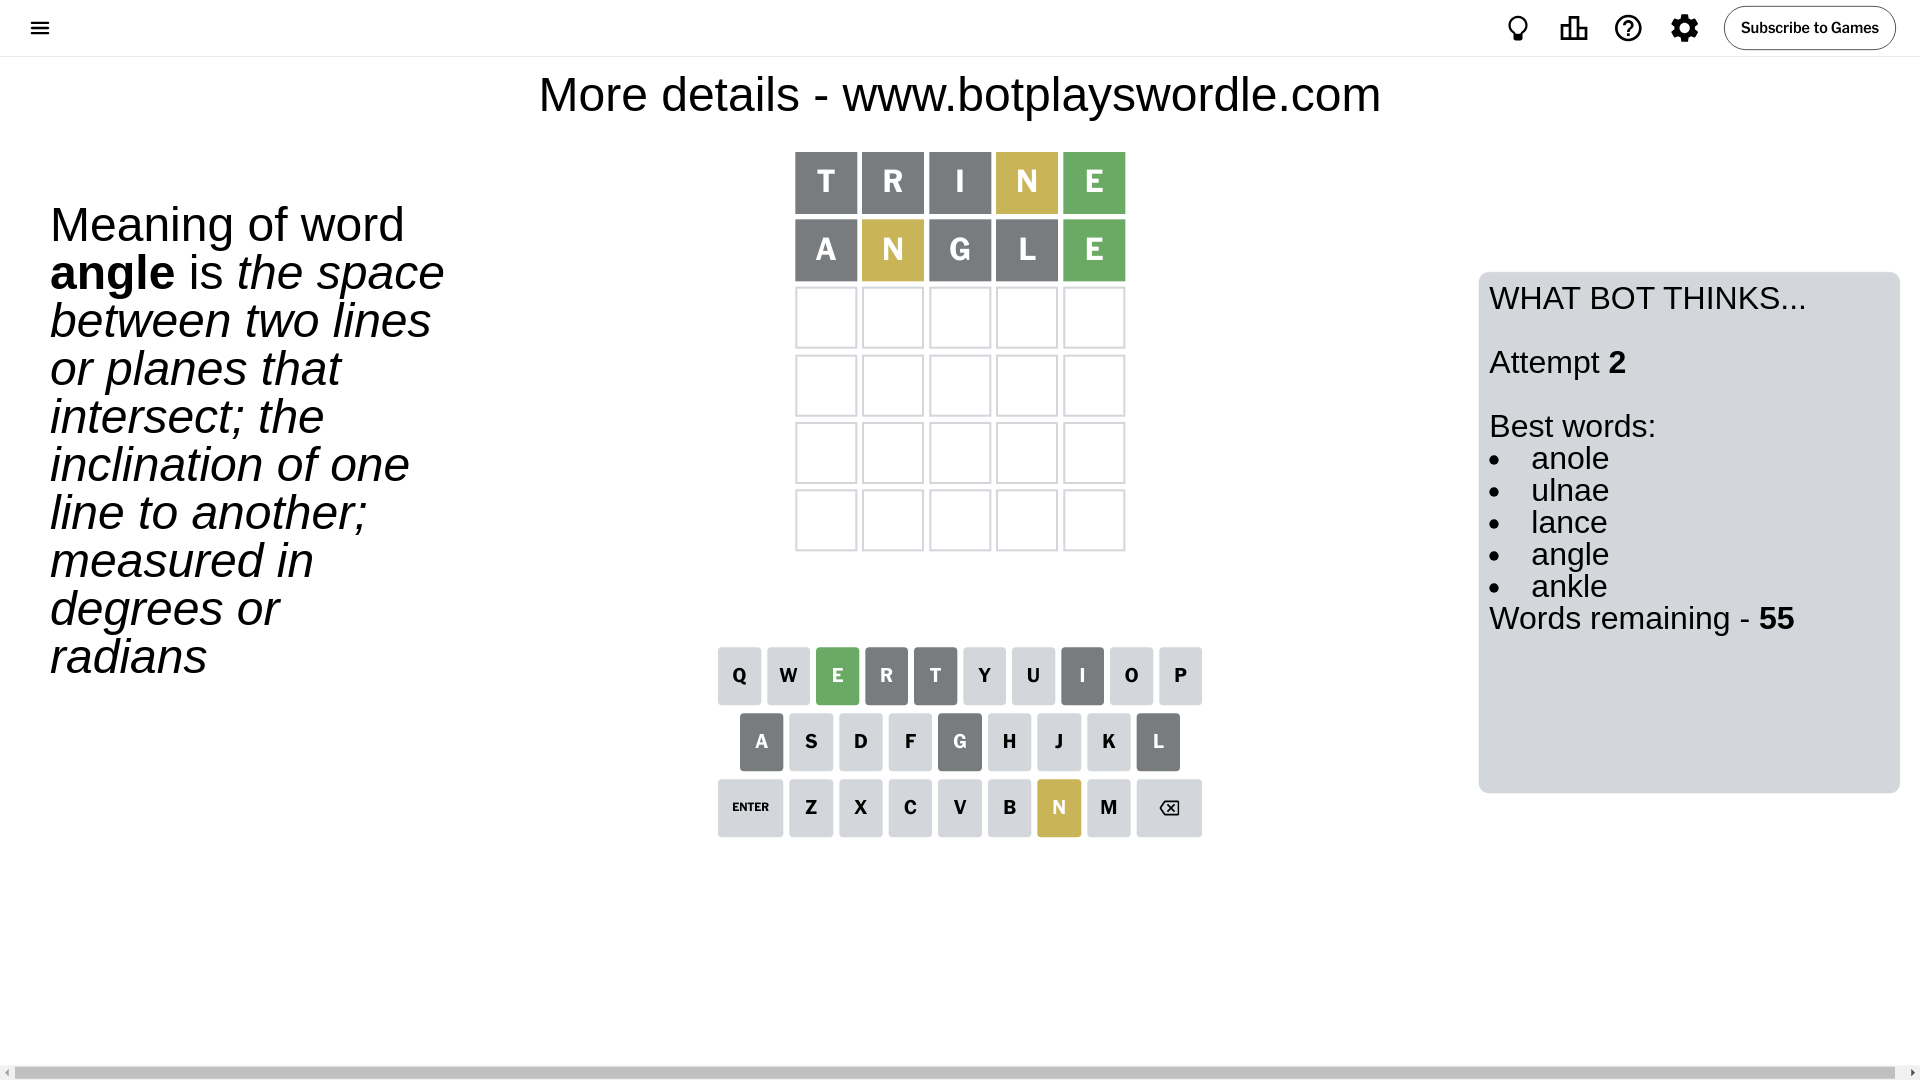 Subscribe to Games
More details - www.botplayswordle.com
T R I N E
A N G L E
Meaning of word
angle is the space
between two lines
or planes that
intersect; the
inclination of one
line to another;
measured in
degrees or
radians
WHAT BOT THINKS...
Attempt 2
Best words:
• anole
• ulnae
• lance
• angle
• ankle
Words remaining - 55
Q W E R T Y U I O P
A S D F G H J K L
ENTER Z X C V B N M